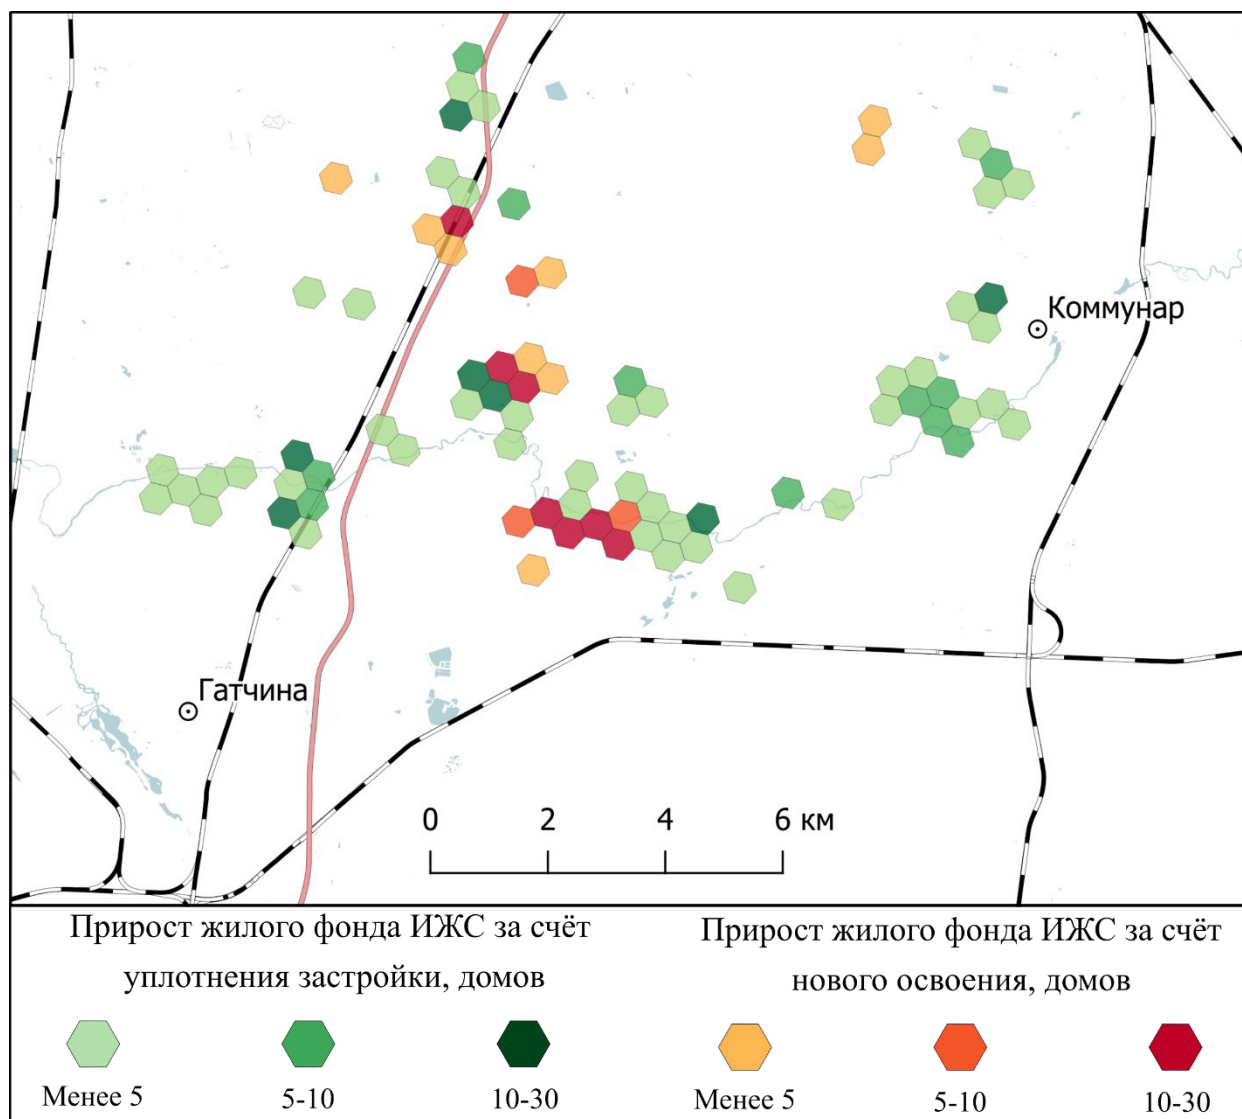 Коммунар
Гатчина
0 2 4 6 км
Прирост жилого фонда ИЖС за счёт
уплотнения застройки, домов
Менее 5 5-10 10-30
Прирост жилого фонда ИЖС за счёт
нового освоения, домов
Менее 5 5-10 10-30